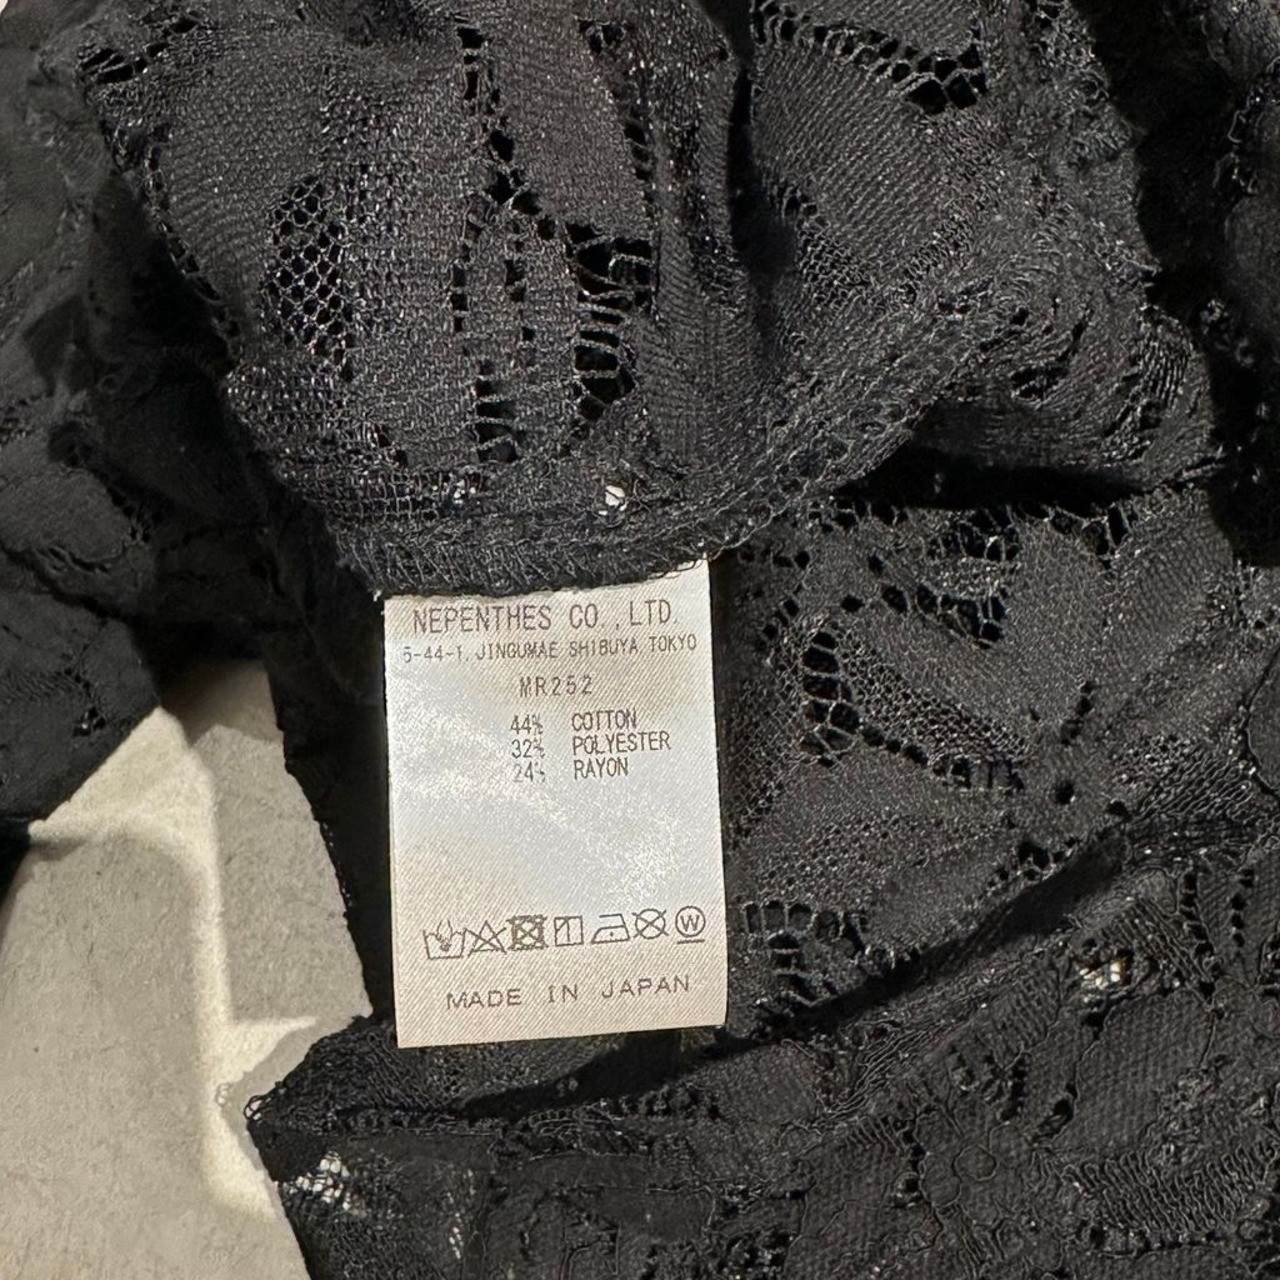 NEPENTHES CO.,LTD.
5-44-1, JINGUMAE SHIBUYA, TOKYO
MR252
44% COTTON
32% POLYESTER
24% RAYON
W
MADE IN JAPAN